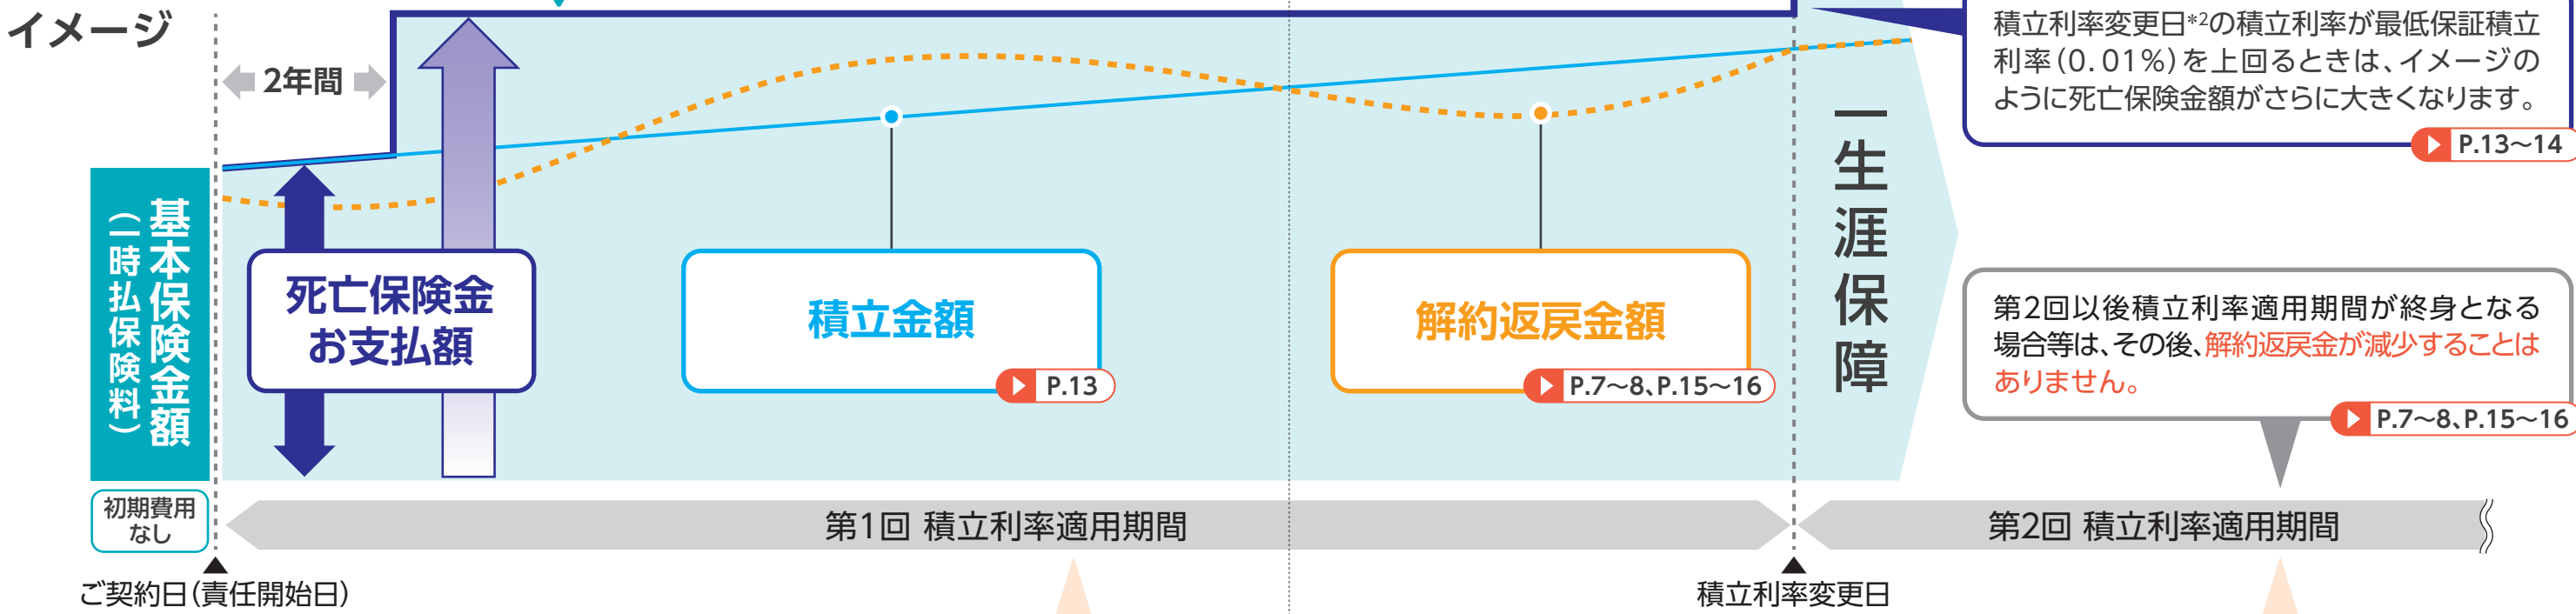 イメージ
2年間
基本保険金額
(一時払保険料)
初期費用
なし
死亡保険金
お支払額
積立金額
P.13
解約返戻金額
P.7〜8、P.15〜16
一生涯保障
積立利率変更日*2の積立利率が最低保証積立
利率(0.01%)を上回るときは、イメージの
ように死亡保険金額がさらに大きくなります。
P.13〜14
第2回以後積立利率適用期間が終身となる
場合等は、その後、解約返戻金が減少することは
ありません。
P.7〜8、P.15〜16
第1回 積立利率適用期間
第2回 積立利率適用期間
ご契約日(責任開始日)
積立利率変更日